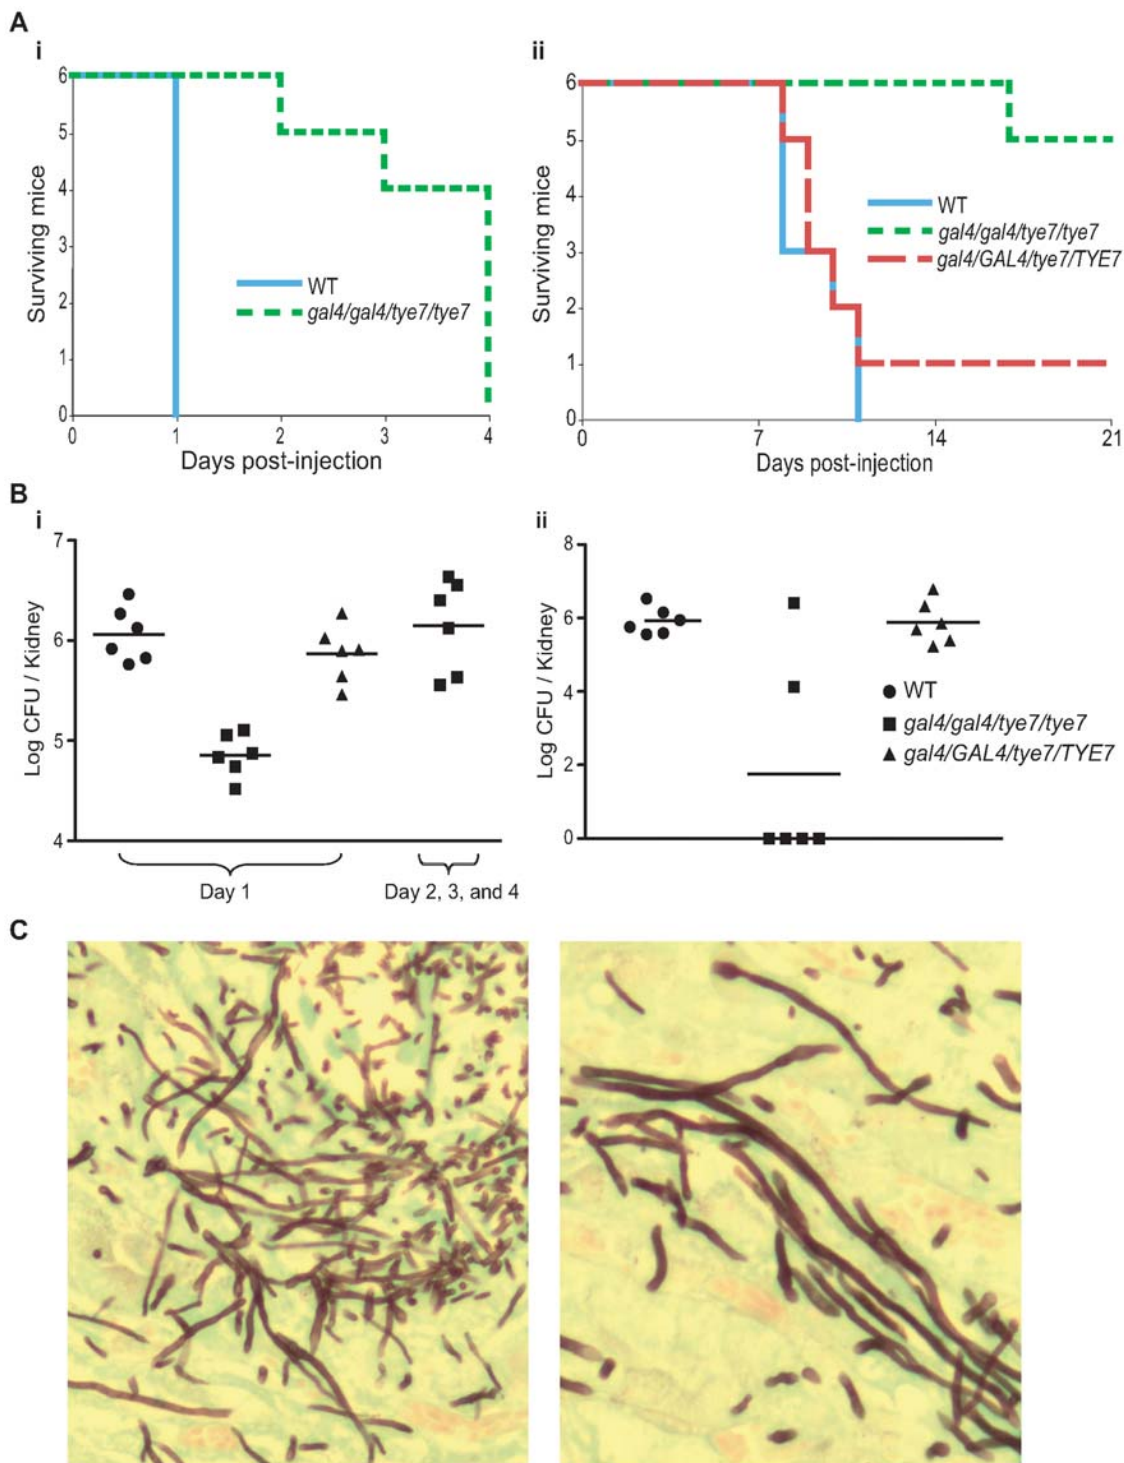 A
i
6
5
4
3
2
1
0
Surviving mice
WT
gal4/gal4/tye7/tye7
0 1 2 3 4
Days post-injection
ii
6
5
4
3
2
1
0
Surviving mice
WT
gal4/gal4/tye7/tye7
gal4/GAL4/tye7/TYE7
0 7 14 21
Days post-injection
B
i
7
6
5
4
Log CFU / Kidney
Day 1
Day 2, 3, and 4
ii
8
6
4
2
0
Log CFU / Kidney
WT
gal4/gal4/tye7/tye7
gal4/GAL4/tye7/TYE7
C